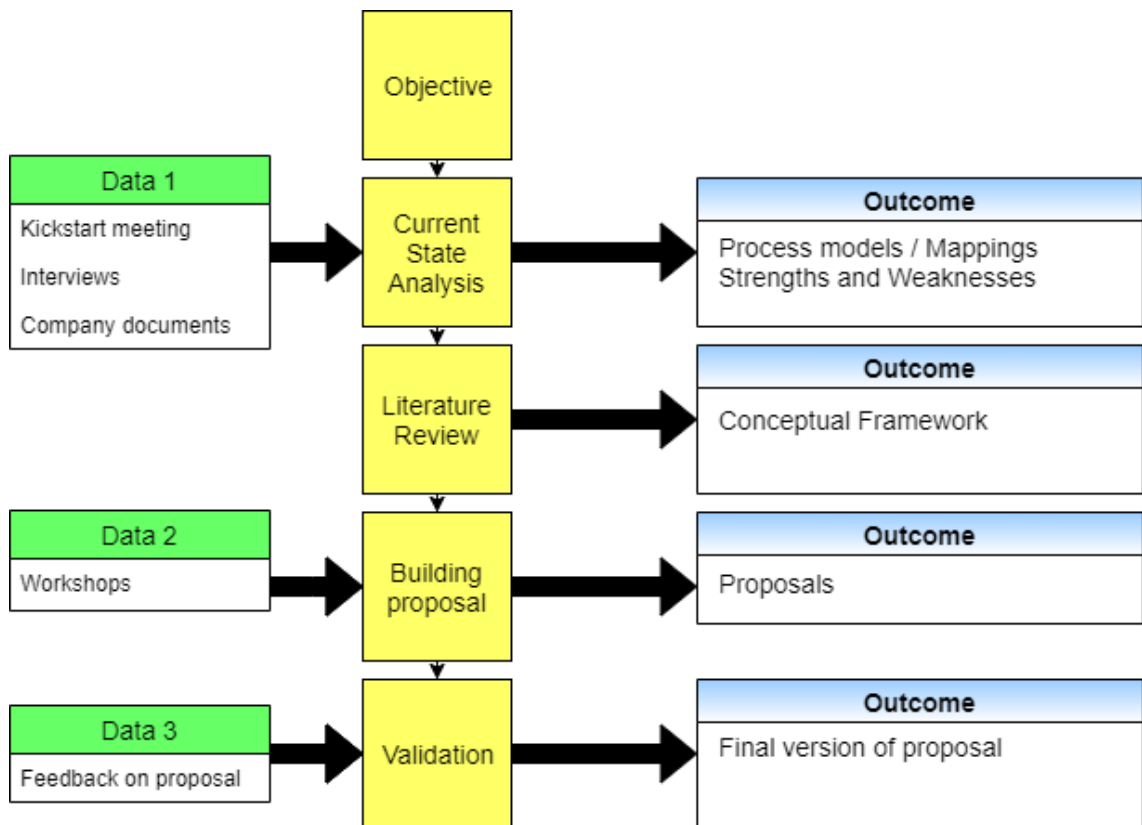 Objective
Data 1
Kickstart meeting
Interviews
Company documents
Current
State
Analysis
Outcome
Process models / Mappings
Strengths and Weaknesses
Literature
Review
Outcome
Conceptual Framework
Data 2
Workshops
Building
proposal
Outcome
Proposals
Data 3
Feedback on proposal
Validation
Outcome
Final version of proposal